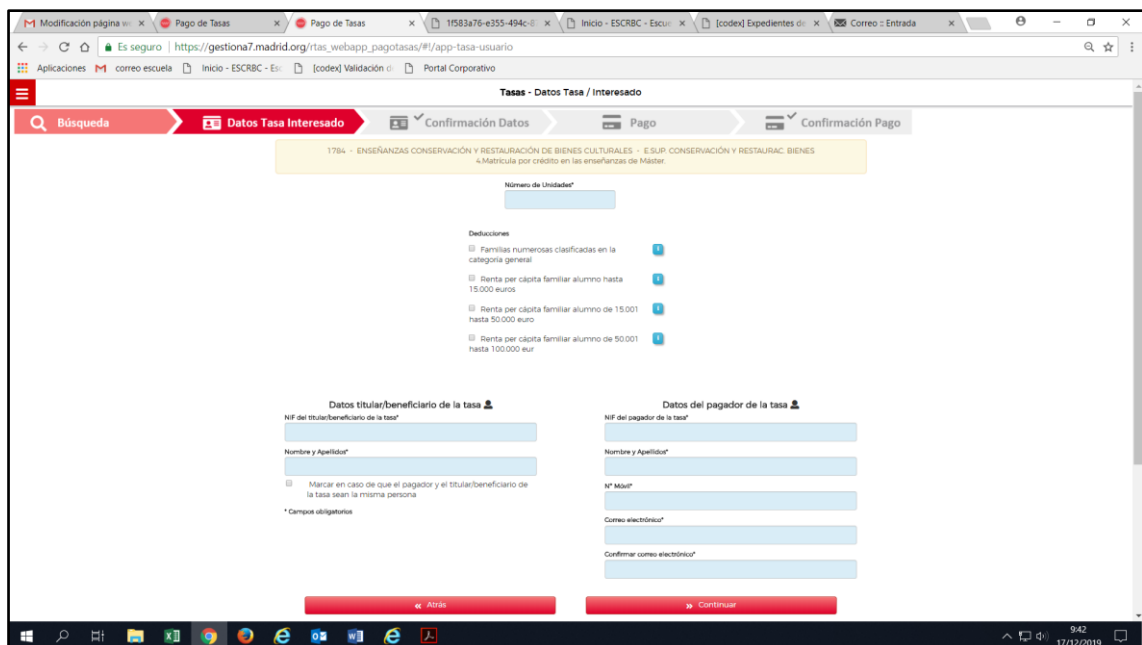 Modificación página we
Pago de Tasas
Pago de Tasas
1f583a76-e355-494c-8
Inicio - ESCRBC - Escue
[codex] Expedientes de
Correo :: Entrada
Es seguro | https://gestiona7.madrid.org/rtas_webapp_pagotasas/#!/app-tasa-usuario
Aplicaciones
correo escuela
Inicio - ESCRBC - Esc
[codex] Validación d
Portal Corporativo
Tasas - Datos Tasa / Interesado
Búsqueda
Datos Tasa Interesado
Confirmación Datos
Pago
Confirmación Pago
1784 - ENSEÑANZAS CONSERVACIÓN Y RESTAURACIÓN DE BIENES CULTURALES - E.SUP. CONSERVACIÓN Y RESTAURAC. BIENES
4.Matrícula por crédito en las enseñanzas de Máster.
Número de Unidades*
Deducciones
Familias numerosas clasificadas en la
categoría general
Renta per cápita familiar alumno hasta
15.000 euros
Renta per cápita familiar alumno de 15.001
hasta 50.000 euro
Renta per cápita familiar alumno de 50.001
hasta 100.000 eur
Datos titular/beneficiario de la tasa
NIF del titular/beneficiario de la tasa*
Nombre y Apellidos*
Marcar en caso de que el pagador y el titular/beneficiario de
la tasa sean la misma persona
* Campos obligatorios
Datos del pagador de la tasa
NIF del pagador de la tasa*
Nombre y Apellidos*
Nº Móvil*
Correo electrónico*
Confirmar correo electrónico*
Atrás
Continuar
9:42
17/12/2019